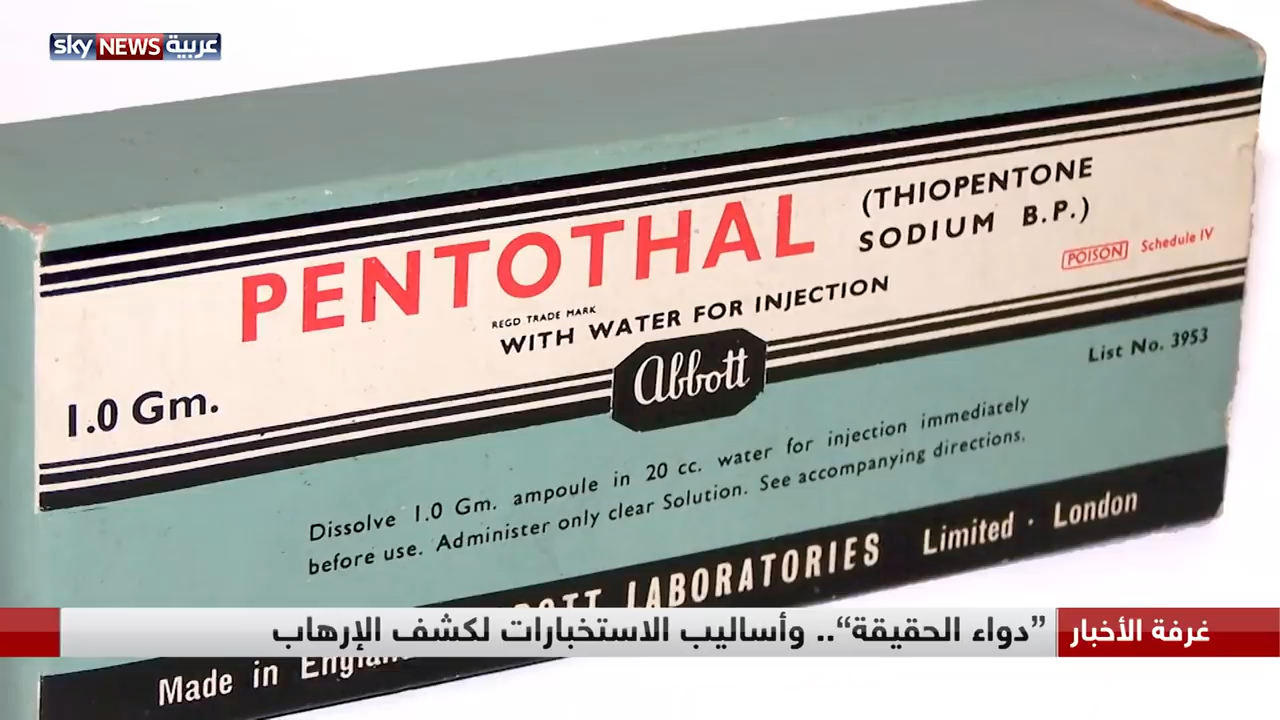 sky NEWS عربية
PENTOTHAL
(THIOPENTONE
SODIUM B.P.)
REGD TRADE MARK
POISON Schedule IV
WITH WATER FOR INJECTION
Abbott
1.0 Gm.
List No. 3953
Dissolve 1.0 Gm. ampoule in 20 cc. water for injection immediately
before use. Administer only clear Solution. See accompanying directions.
LABORATORIES Limited · London
غرفة الأخبار
”دواء الحقيقة“.. وأساليب الاستخبارات لكشف الإرهاب
Made in